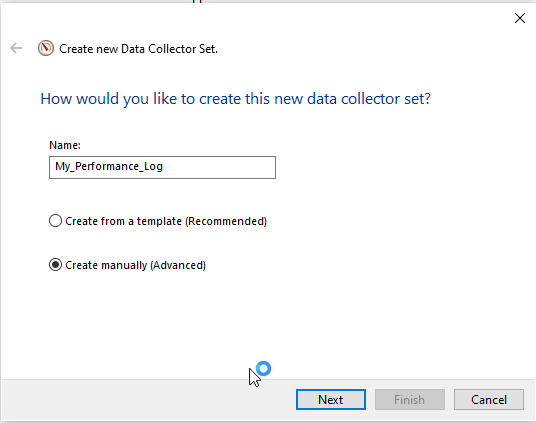 Create new Data Collector Set.
How would you like to create this new data collector set?
Name:
My_Performance_Log
Create from a template (Recommended)
Create manually (Advanced)
Next
Finish
Cancel